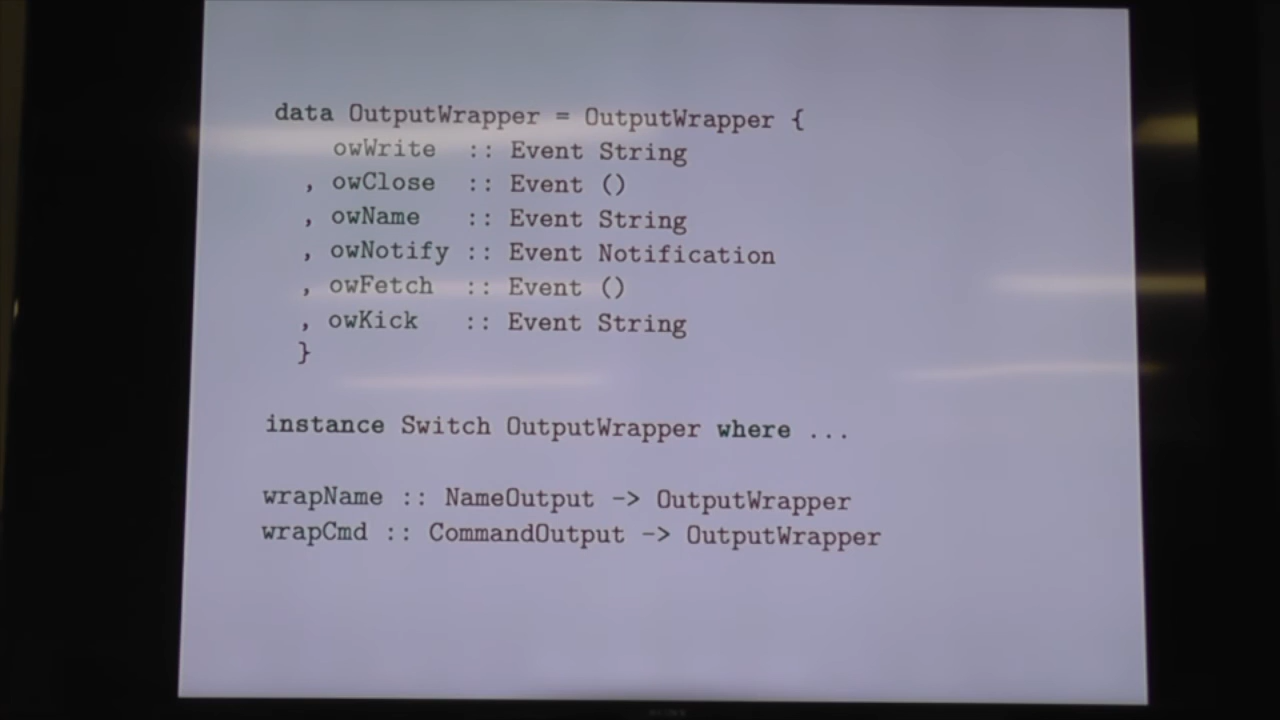 data OutputWrapper = OutputWrapper {
owWrite :: Event String
, owClose :: Event ()
, owName :: Event String
, owNotify :: Event Notification
, owFetch :: Event ()
, owKick :: Event String
}
instance Switch OutputWrapper where ...
wrapName :: NameOutput -> OutputWrapper
wrapCmd :: CommandOutput -> OutputWrapper